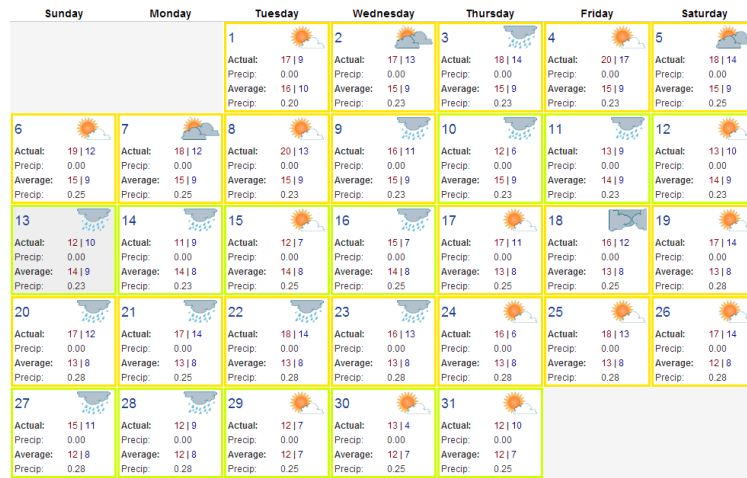 Sunday Monday Tuesday Wednesday Thursday Friday Saturday
1 2 3 4 5
Actual: 17 | 9 Actual: 17 | 13 Actual: 18 | 14 Actual: 20 | 17 Actual: 18 | 14
Precip: 0.00 Precip: 0.00 Precip: 0.00 Precip: 0.00 Precip: 0.00
Average: 16 | 10 Average: 15 | 9 Average: 15 | 9 Average: 15 | 9 Average: 15 | 9
Precip: 0.20 Precip: 0.23 Precip: 0.23 Precip: 0.23 Precip: 0.25
6 7 8 9 10 11 12
Actual: 19 | 12 Actual: 18 | 12 Actual: 20 | 13 Actual: 16 | 11 Actual: 12 | 6 Actual: 13 | 9 Actual: 13 | 10
Precip: 0.00 Precip: 0.00 Precip: 0.00 Precip: 0.00 Precip: 0.00 Precip: 0.00 Precip: 0.00
Average: 15 | 9 Average: 15 | 9 Average: 15 | 9 Average: 15 | 9 Average: 15 | 9 Average: 14 | 9 Average: 14 | 9
Precip: 0.25 Precip: 0.25 Precip: 0.23 Precip: 0.23 Precip: 0.23 Precip: 0.23 Precip: 0.23
13 14 15 16 17 18 19
Actual: 12 | 10 Actual: 11 | 9 Actual: 12 | 7 Actual: 15 | 7 Actual: 17 | 11 Actual: 16 | 12 Actual: 17 | 14
Precip: 0.00 Precip: 0.00 Precip: 0.00 Precip: 0.00 Precip: 0.00 Precip: 0.00 Precip: 0.00
Average: 14 | 9 Average: 14 | 8 Average: 14 | 8 Average: 14 | 8 Average: 13 | 8 Average: 13 | 8 Average: 13 | 8
Precip: 0.23 Precip: 0.23 Precip: 0.25 Precip: 0.25 Precip: 0.25 Precip: 0.25 Precip: 0.28
20 21 22 23 24 25 26
Actual: 17 | 12 Actual: 17 | 14 Actual: 18 | 14 Actual: 16 | 13 Actual: 16 | 6 Actual: 18 | 13 Actual: 17 | 14
Precip: 0.00 Precip: 0.00 Precip: 0.00 Precip: 0.00 Precip: 0.00 Precip: 0.00 Precip: 0.00
Average: 13 | 8 Average: 13 | 8 Average: 13 | 8 Average: 13 | 8 Average: 13 | 8 Average: 13 | 8 Average: 12 | 8
Precip: 0.28 Precip: 0.25 Precip: 0.28 Precip: 0.28 Precip: 0.28 Precip: 0.28 Precip: 0.28
27 28 29 30 31
Actual: 15 | 11 Actual: 12 | 9 Actual: 12 | 7 Actual: 13 | 4 Actual: 12 | 10
Precip: 0.00 Precip: 0.00 Precip: 0.00 Precip: 0.00 Precip: 0.00
Average: 12 | 8 Average: 12 | 8 Average: 12 | 7 Average: 12 | 7 Average: 12 | 7
Precip: 0.28 Precip: 0.28 Precip: 0.25 Precip: 0.25 Precip: 0.25